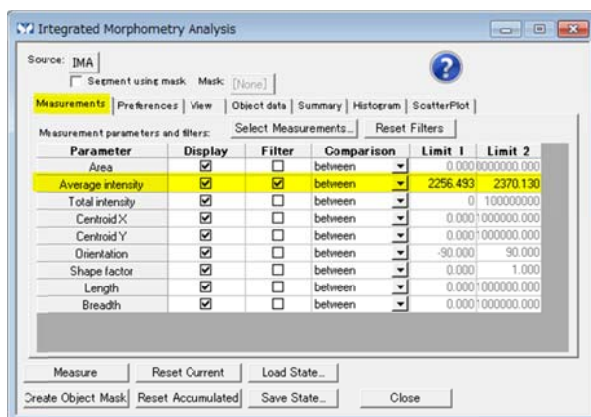 Integrated Morphometry Analysis
Source: IMA
Segment using mask Mask: [None]
Measurements Preferences View Object data Summary Histogram ScatterPlot
Measurement parameters and filters: Select Measurements... Reset Filters
Parameter Display Filter Comparison Limit 1 Limit 2
Area between 0.000 0000000.000
Average intensity between 2256.493 2370.130
Total intensity between 0 100000000
Centroid X between 0.000 1000000.000
Centroid Y between 0.000 1000000.000
Orientation between -90.000 90.000
Shape factor between 0.000 1.000
Length between 0.000 1000000.000
Breadth between 0.000 1000000.000
Measure Reset Current Load State...
Create Object Mask Reset Accumulated Save State... Close